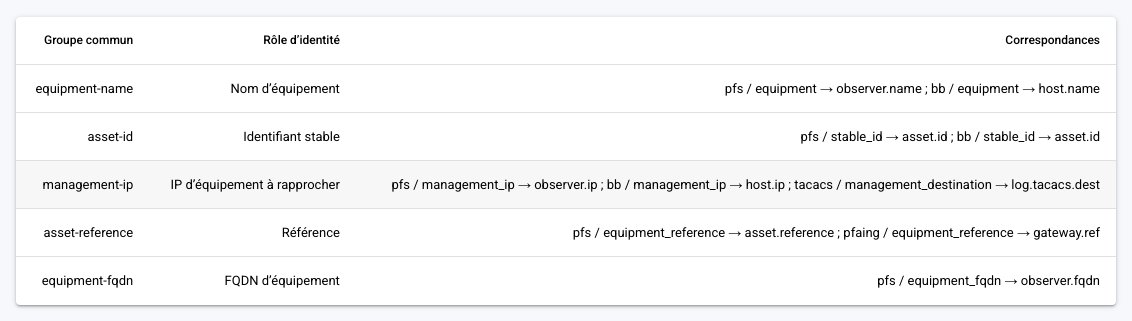 Groupe commun Rôle d’identité Correspondances
equipment-name Nom d’équipement pfs / equipment → observer.name ; bb / equipment → host.name
asset-id Identifiant stable pfs / stable_id → asset.id ; bb / stable_id → asset.id
management-ip IP d’équipement à rapprocher pfs / management_ip → observer.ip ; bb / management_ip → host.ip ; tacacs / management_destination → log.tacacs.dest
asset-reference Référence pfs / equipment_reference → asset.reference ; pfaing / equipment_reference → gateway.ref
equipment-fqdn FQDN d’équipement pfs / equipment_fqdn → observer.fqdn